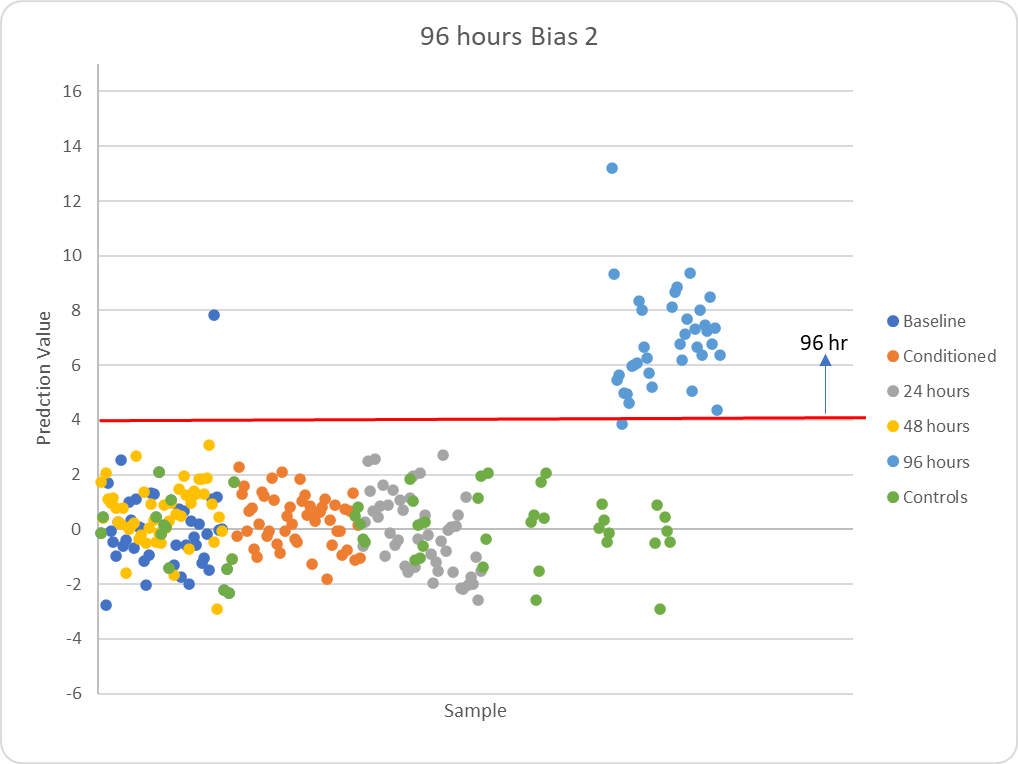 96 hours Bias 2
16
14
12
10
8
6
4
2
0
-2
-4
-6
Predction Value
Sample
96 hr
Baseline
Conditioned
24 hours
48 hours
96 hours
Controls